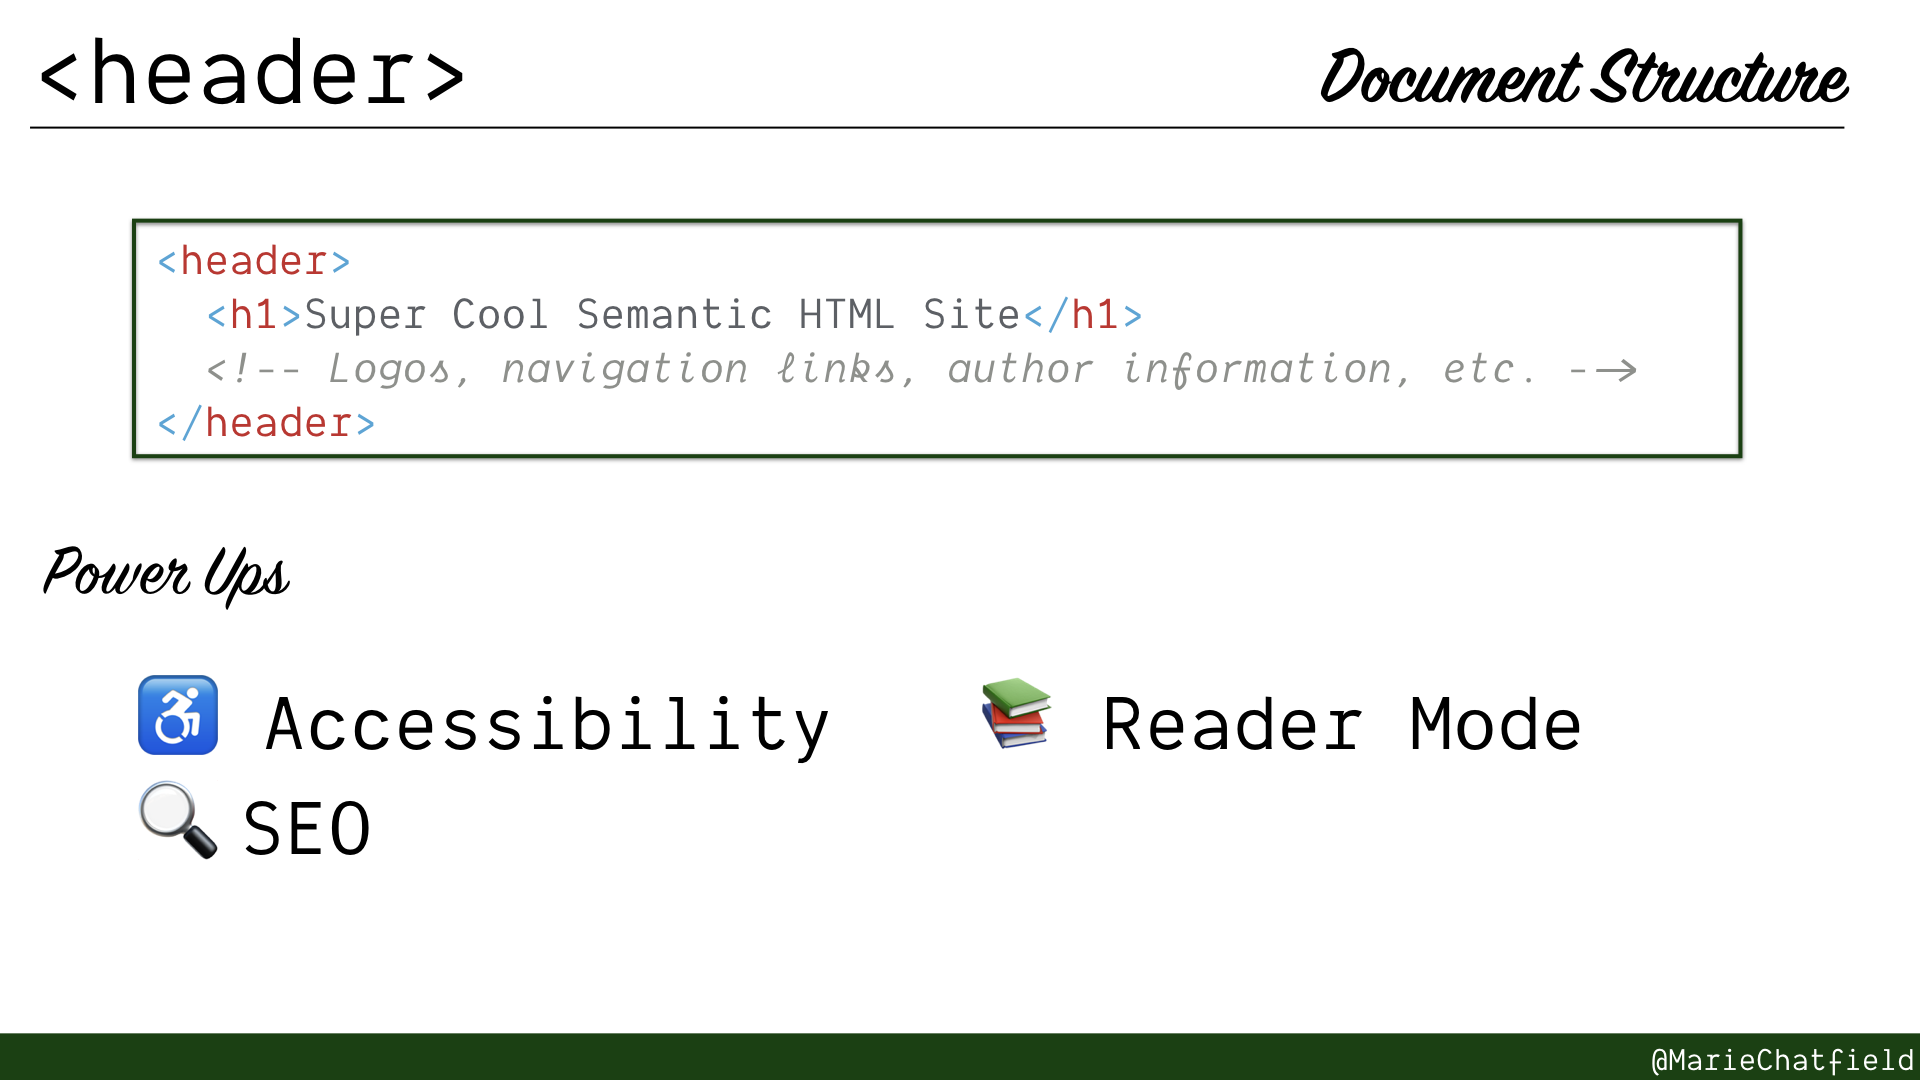 <header>
Document Structure
<header>
<h1>Super Cool Semantic HTML Site</h1>
<!-- Logos, navigation links, author information, etc. -->
</header>
Power Ups
Accessibility
Reader Mode
SEO
@MarieChatfield